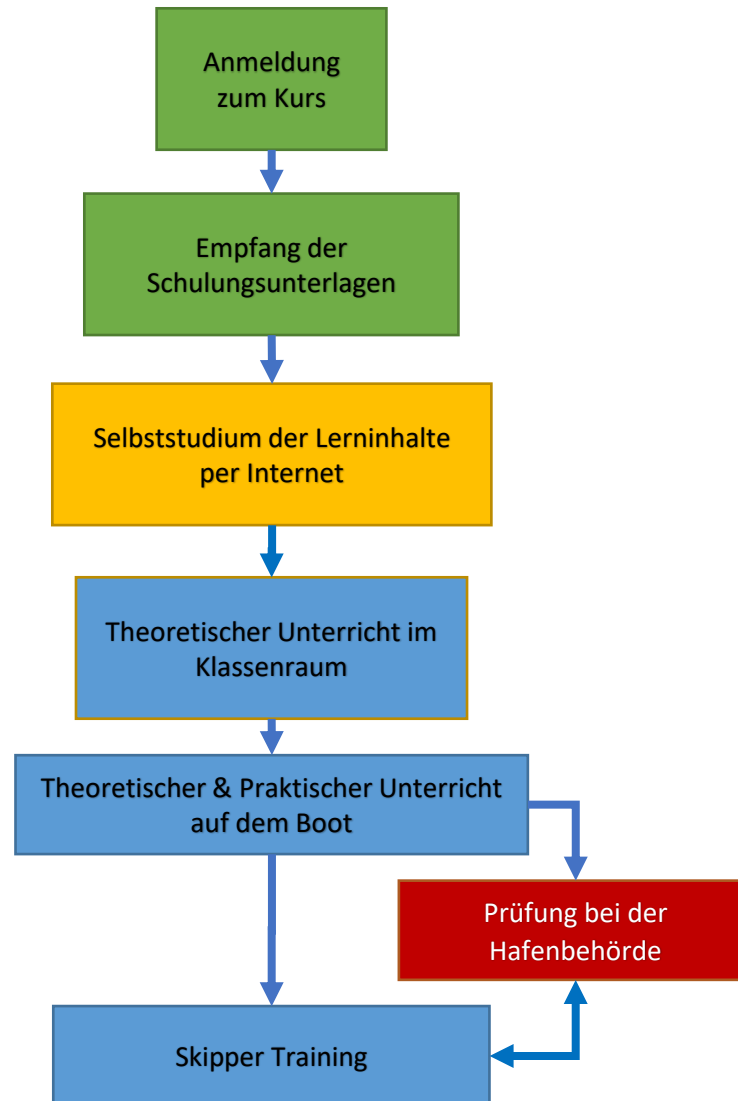 Anmeldung
zum Kurs
Empfang der
Schulungsunterlagen
Selbststudium der Lerninhalte
per Internet
Theoretischer Unterricht im
Klassenraum
Theoretischer & Praktischer Unterricht
auf dem Boot
Prüfung bei der
Hafenbehörde
Skipper Training